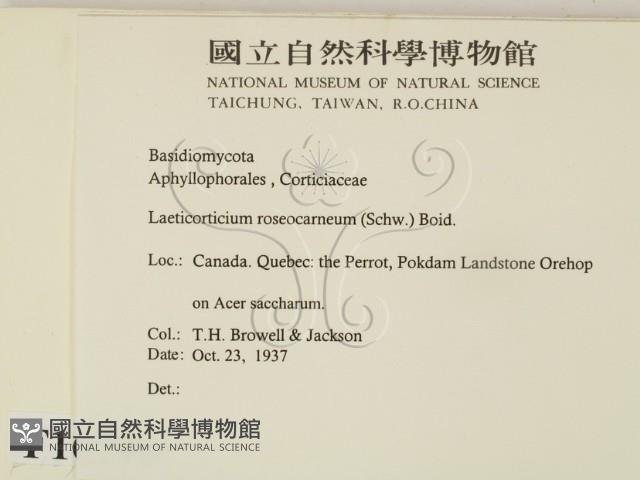 國立自然科學博物館
NATIONAL MUSEUM OF NATURAL SCIENCE
TAICHUNG, TAIWAN, R.O.CHINA
Basidiomycota
Aphyllophorales , Corticiaceae
Laeticorticium roseocarneum (Schw.) Boid.
Loc.: Canada. Quebec: the Perrot, Pokdam Landstone Orehop
on Acer saccharum.
Col.: T.H. Browell & Jackson
Date: Oct. 23, 1937
Det.:
國立自然科學博物館
NATIONAL MUSEUM OF NATURAL SCIENCE